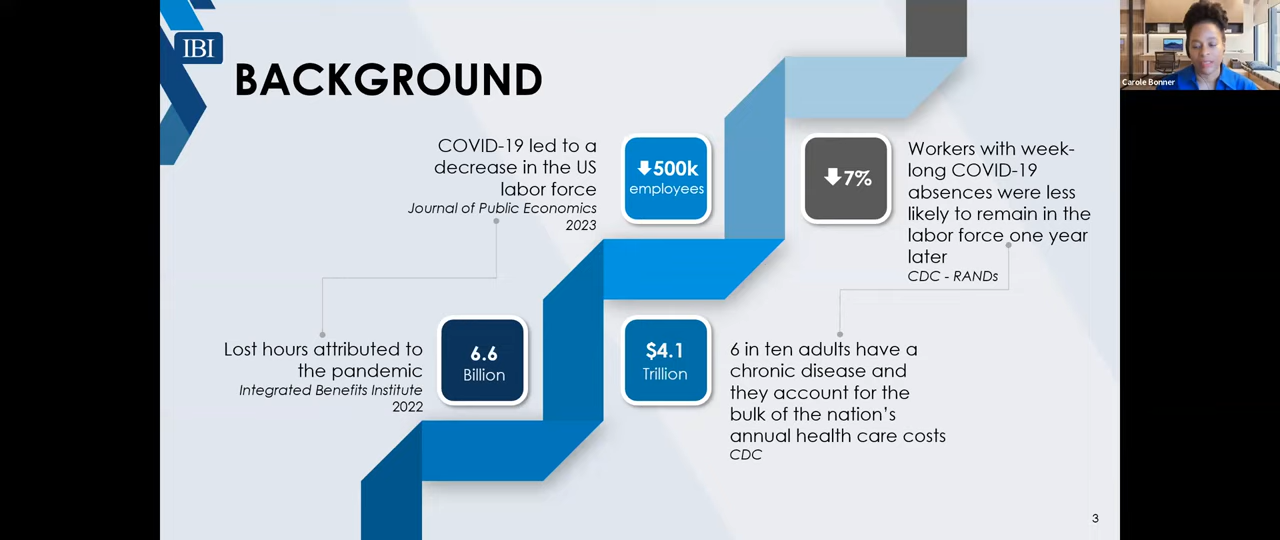 IBI
BACKGROUND
Carole Bonner
COVID-19 led to a
decrease in the US
labor force
Journal of Public Economics
2023
🡇500k
employees
🡇7%
Workers with week-
long COVID-19
absences were less
likely to remain in the
labor force one year
later
CDC - RANDs
Lost hours attributed to
the pandemic
Integrated Benefits Institute
2022
6.6
Billion
$4.1
Trillion
6 in ten adults have a
chronic disease and
they account for the
bulk of the nation's
annual health care costs
CDC
3